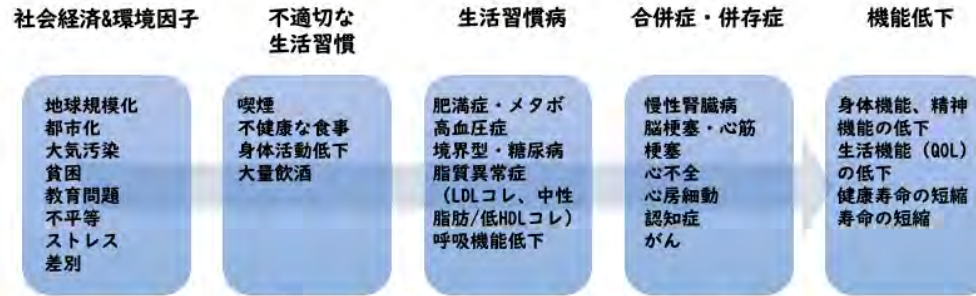 社会経済&環境因子
地球規模化
都市化
大気汚染
貧困
教育問題
不平等
ストレス
差別
不適切な
生活習慣
喫煙
不健康な食事
身体活動低下
大量飲酒
生活習慣病
肥満症・メタボ
高血圧症
境界型・糖尿病
脂質異常症
(LDLコレ、中性
脂肪/低HDLコレ)
呼吸機能低下
合併症・併存症
慢性腎臓病
脳梗塞・心筋
梗塞
心不全
心房細動
認知症
がん
機能低下
身体機能、精神
機能の低下
生活機能(QOL)
の低下
健康寿命の短縮
寿命の短縮